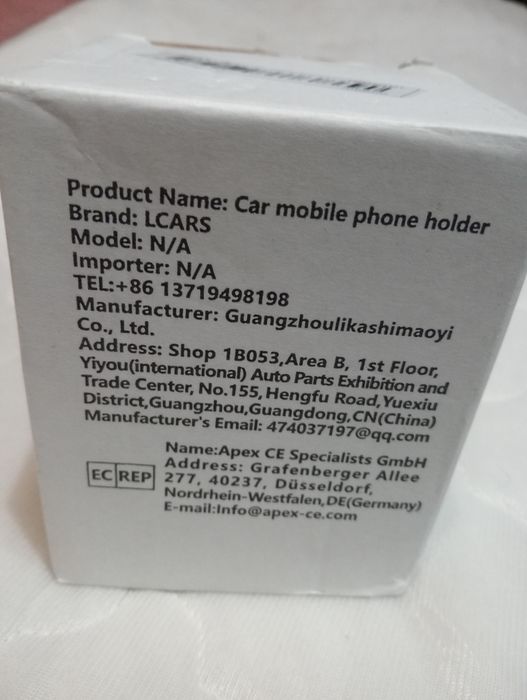 Product Name: Car mobile phone holder
Brand: LCARS
Model: N/A
Importer: N/A
TEL:+86 13719498198
Manufacturer: Guangzhoulikashimaoyi
Co., Ltd.
Address: Shop 1B053,Area B, 1st Floor,
Yiyou(international) Auto Parts Exhibition and
Trade Center, No.155, Hengfu Road, Yuexiu
District,Guangzhou,Guangdong,CN(China)
Manufacturer's Email: 474037197@qq.com
EC REP
Name:Apex CE Specialists GmbH
Address: Grafenberger Allee
277, 40237, Düsseldorf,
Nordrhein-Westfalen,DE(Germany)
E-mail:Info@apex-ce.com